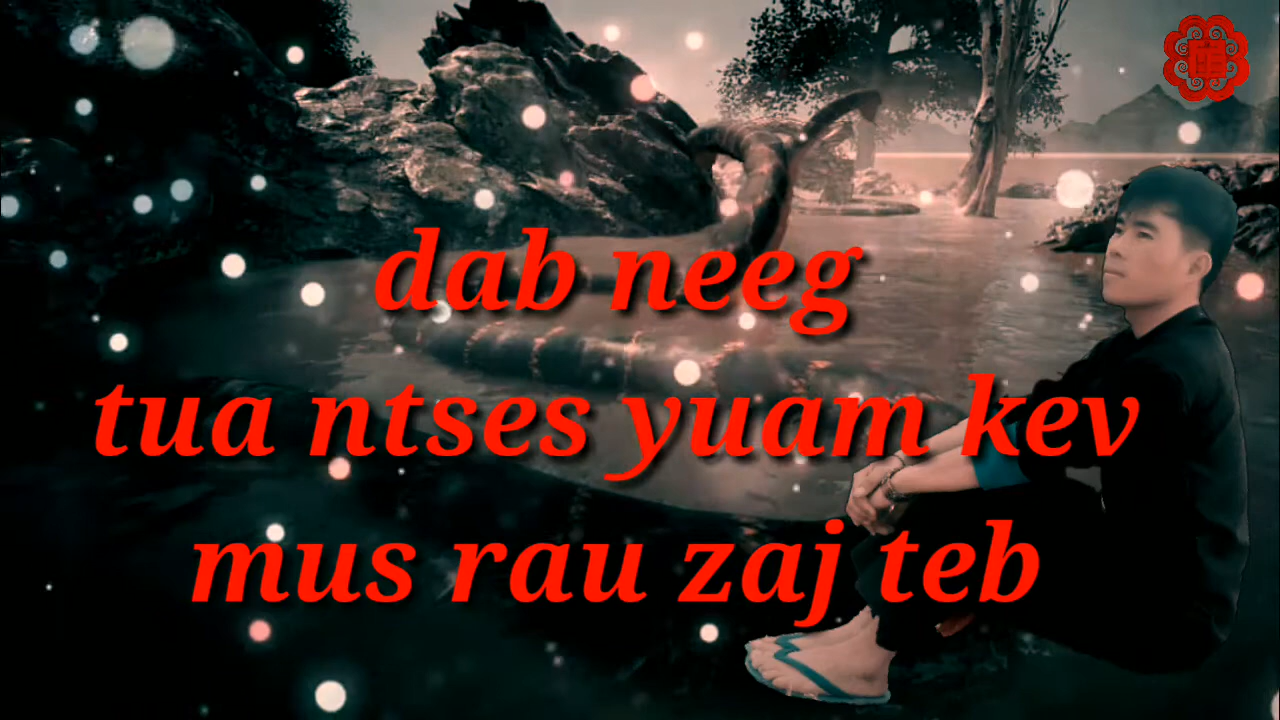 dab neeg
tua ntses yuam kev
mus rau zaj teb